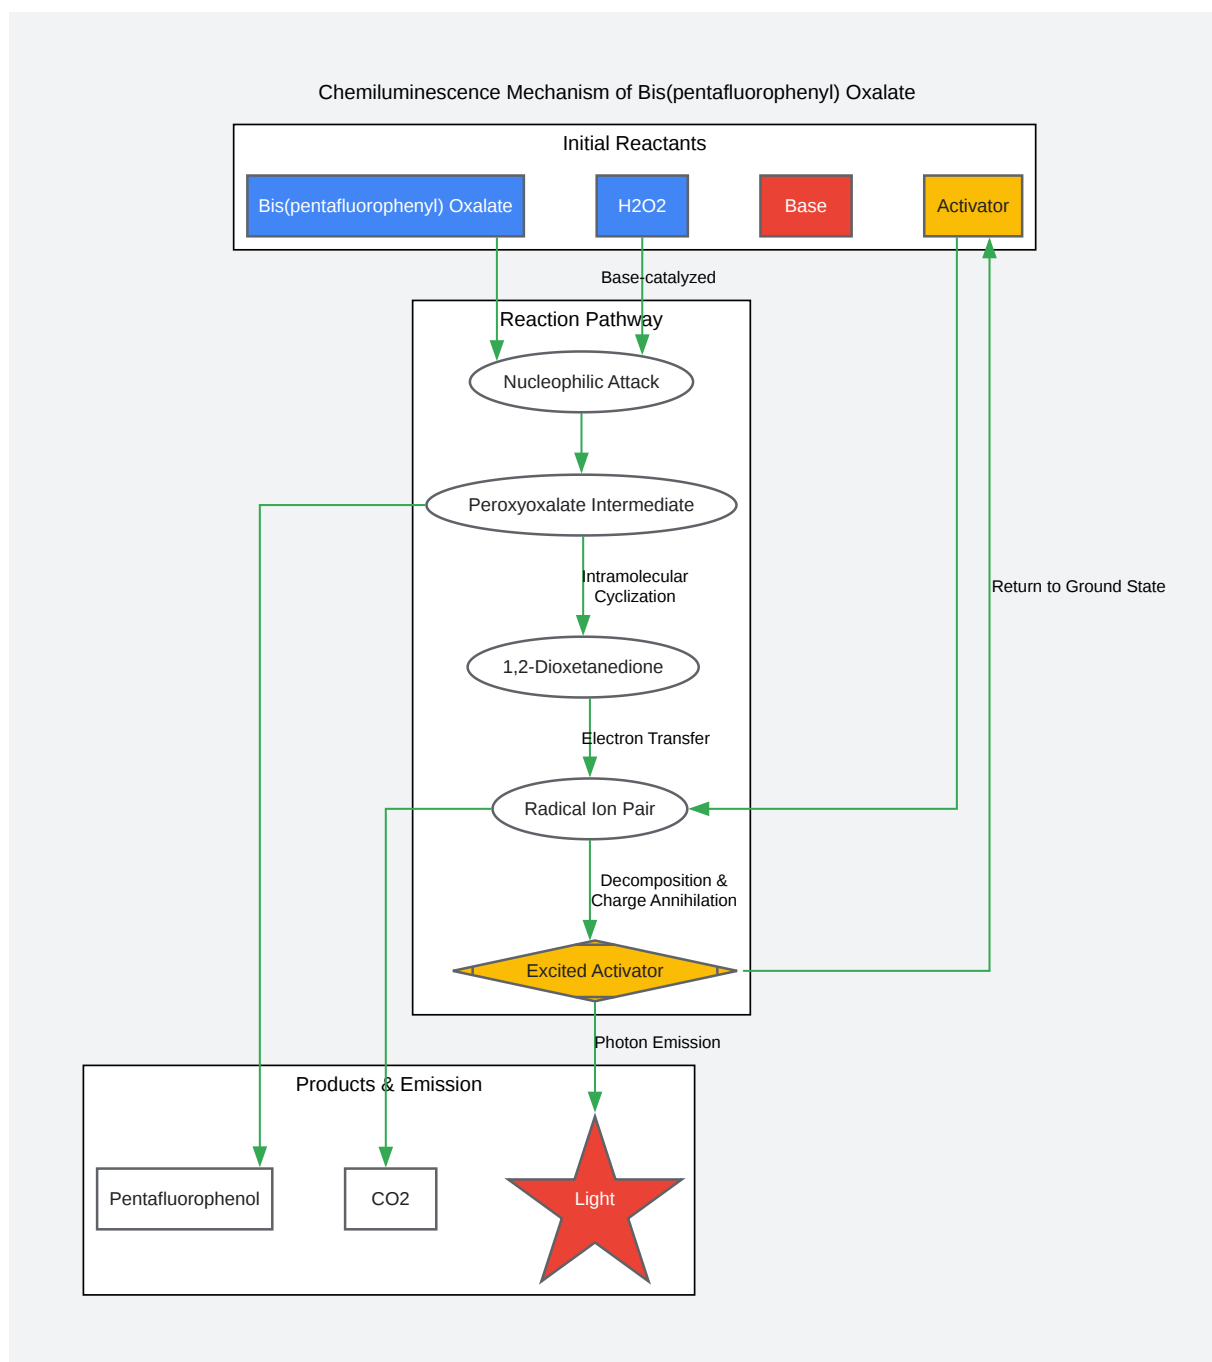 Chemiluminescence Mechanism of Bis(pentafluorophenyl) Oxalate
Initial Reactants
Bis(pentafluorophenyl) Oxalate
H2O2
Base
Activator
Base-catalyzed
Reaction Pathway
Nucleophilic Attack
Peroxyoxalate Intermediate
Intramolecular
Cyclization
Return to Ground State
1,2-Dioxetanedione
Electron Transfer
Radical Ion Pair
Decomposition &
Charge Annihilation
Excited Activator
Photon Emission
Products & Emission
Pentafluorophenol
CO2
Light